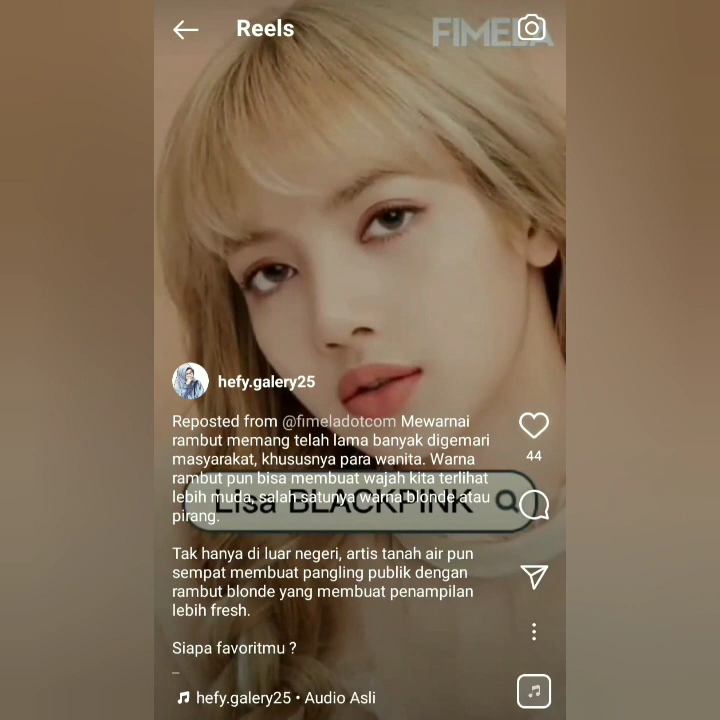 Reels
FIMELA
hefy.galery25
Reposted from @fimeladotcom Mewarnai
rambut memang telah lama banyak digemari
masyarakat, khususnya para wanita. Warna
rambut pun bisa membuat wajah kita terlihat
lebih muda, salah satunya warna blonde atau
pirang.
Lisa BLACKPINK
44
Tak hanya di luar negeri, artis tanah air pun
sempat membuat pangling publik dengan
rambut blonde yang membuat penampilan
lebih fresh.
Siapa favoritmu ?
_
hefy.galery25 • Audio Asli